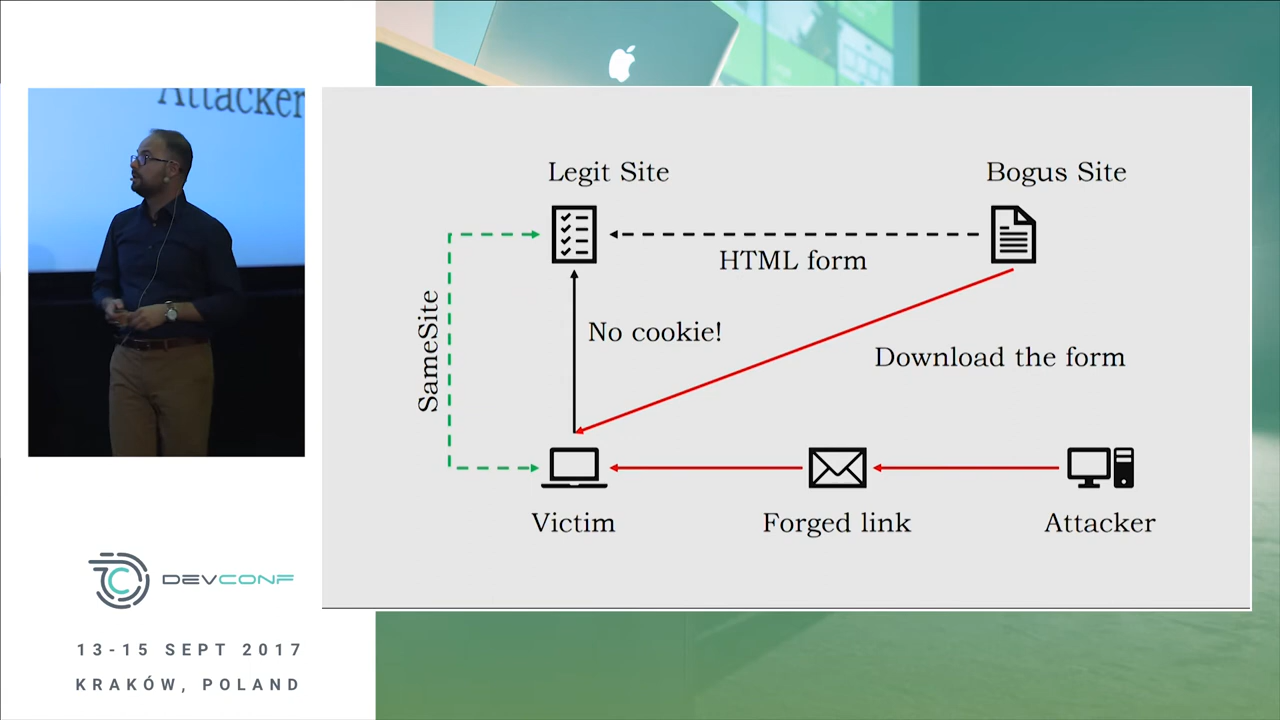 Attacker
Legit Site
Bogus Site
HTML form
SameSite
No cookie!
Download the form
Victim
Forged link
Attacker
DEVCONF
13-15 SEPT 2017
KRAKÓW, POLAND